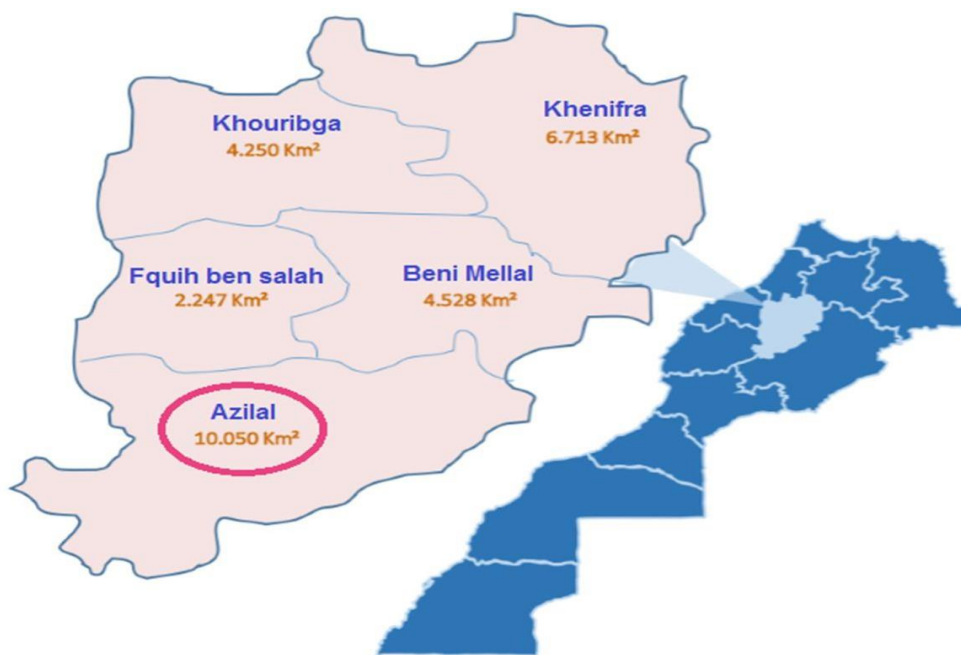 Khouribga
4.250 Km²
Khenifra
6.713 Km²
Fquih ben salah
2.247 Km²
Beni Mellal
4.528 Km²
Azilal
10.050 Km²